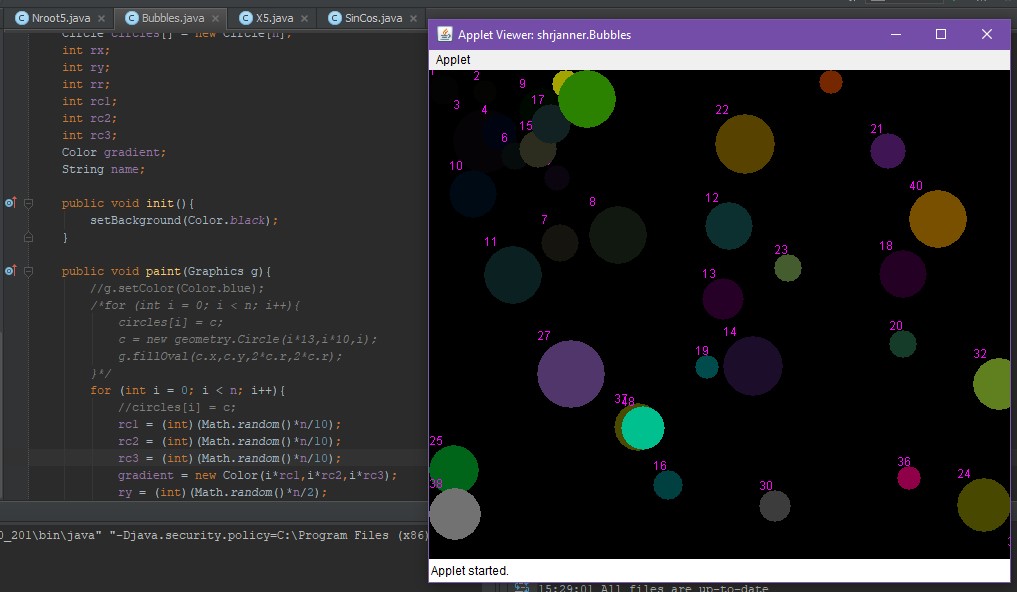 Nroot5.java
Bubbles.java
X5.java
SinCos.java
Circle circles[] = new Circle[n];
int rx;
int ry;
int rr;
int rc1;
int rc2;
int rc3;
Color gradient;
String name;
public void init(){
setBackground(Color.black);
}
public void paint(Graphics g){
//g.setColor(Color.blue);
/*for (int i = 0; i < n; i++){
circles[i] = c;
c = new geometry.Circle(i*13,i*10,i);
g.fillOval(c.x,c.y,2*c.r,2*c.r);
}*/
for (int i = 0; i < n; i++){
//circles[i] = c;
rc1 = (int)(Math.random()*n/10);
rc2 = (int)(Math.random()*n/10);
rc3 = (int)(Math.random()*n/10);
gradient = new Color(i*rc1,i*rc2,i*rc3);
ry = (int)(Math.random()*n/2);
0_201\bin\java" "-Djava.security.policy=C:\Program Files (x86)
Applet Viewer: shrjanner.Bubbles
Applet
1
2
9
3
4
17
22
15
21
6
10
40
8
12
7
11
23
18
13
20
27
14
19
32
37
48
25
16
36
24
38
30
Applet started.
15:29:01 All files are up-to-date